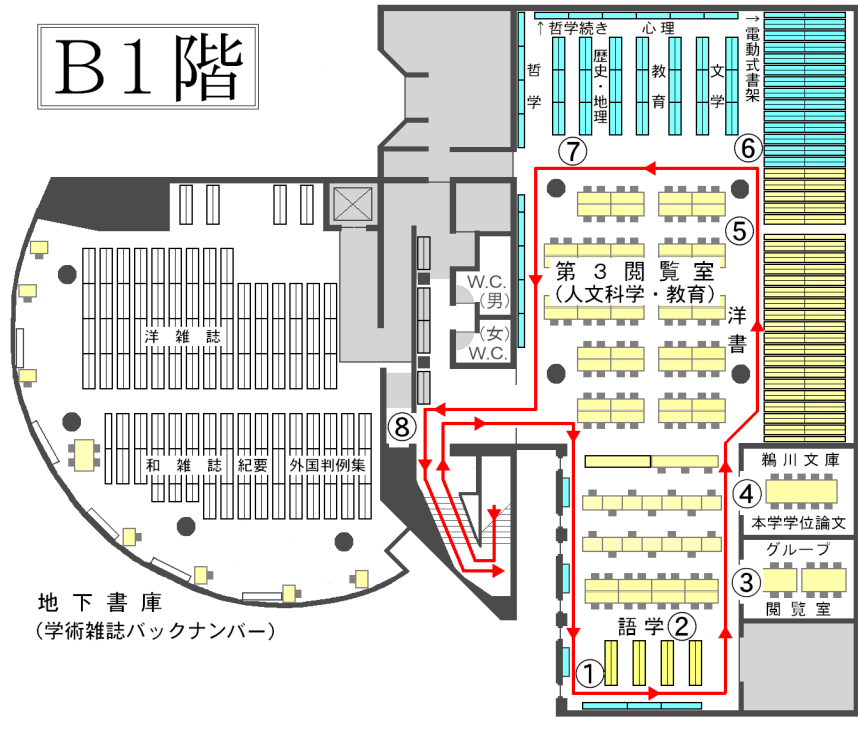 B1階
↑哲学続き
心理
→電動式書架
哲学
歴史・地理
教育
文学
⑦
⑥
⑤
第3閲覧室
(人文科学・教育)
洋書
W.C.
(男)
(女)
W.C.
洋雑誌
和雑誌
紀要
外国判例集
⑧
鵜川文庫
④
本学学位論文
グループ
③
閲覧室
語学②
①
地下書庫
(学術雑誌バックナンバー)